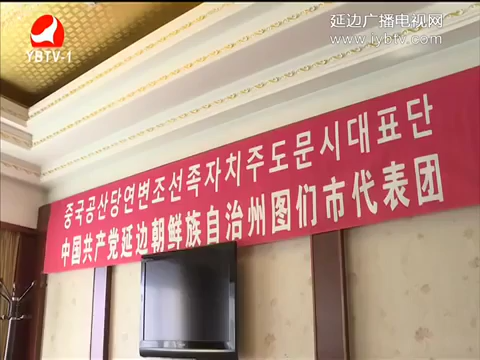 YBTV-1
延边广播电视网
www.iybtv.com
중국공산당연변조선족자치주도문시대표단
中国共产党延边朝鲜族自治州图们市代表团